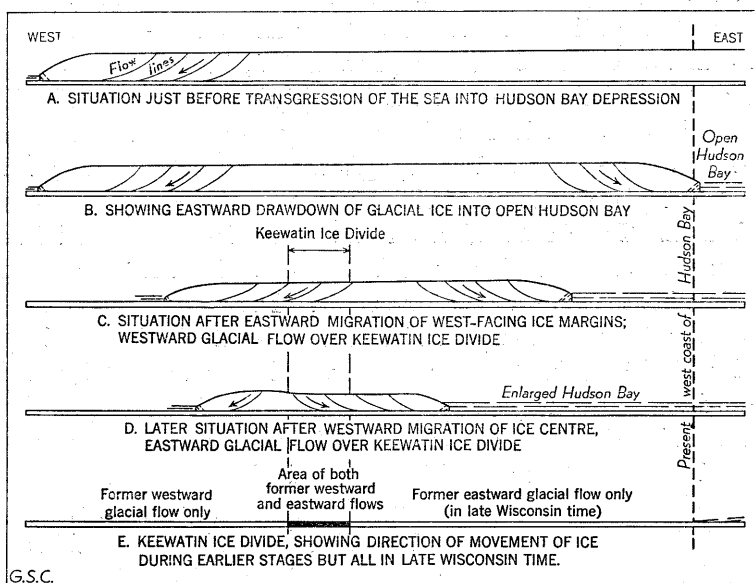 WEST
EAST
Flow lines
A. SITUATION JUST BEFORE TRANSGRESSION OF THE SEA INTO HUDSON BAY DEPRESSION
Open
Hudson
Bay
B. SHOWING EASTWARD DRAWDOWN OF GLACIAL ICE INTO OPEN HUDSON BAY
Keewatin Ice Divide
C. SITUATION AFTER EASTWARD MIGRATION OF WEST-FACING ICE MARGINS;
WESTWARD GLACIAL FLOW OVER KEEWATIN ICE DIVIDE
Enlarged Hudson Bay
D. LATER SITUATION AFTER WESTWARD MIGRATION OF ICE CENTRE,
EASTWARD GLACIAL FLOW OVER KEEWATIN ICE DIVIDE
Present west coast of Hudson Bay
Former westward
glacial flow only
Area of both
former westward
and eastward flows
Former eastward glacial flow only
(in late Wisconsin time)
E. KEEWATIN ICE DIVIDE, SHOWING DIRECTION OF MOVEMENT OF ICE
DURING EARLIER STAGES BUT ALL IN LATE WISCONSIN TIME.
G.S.C.